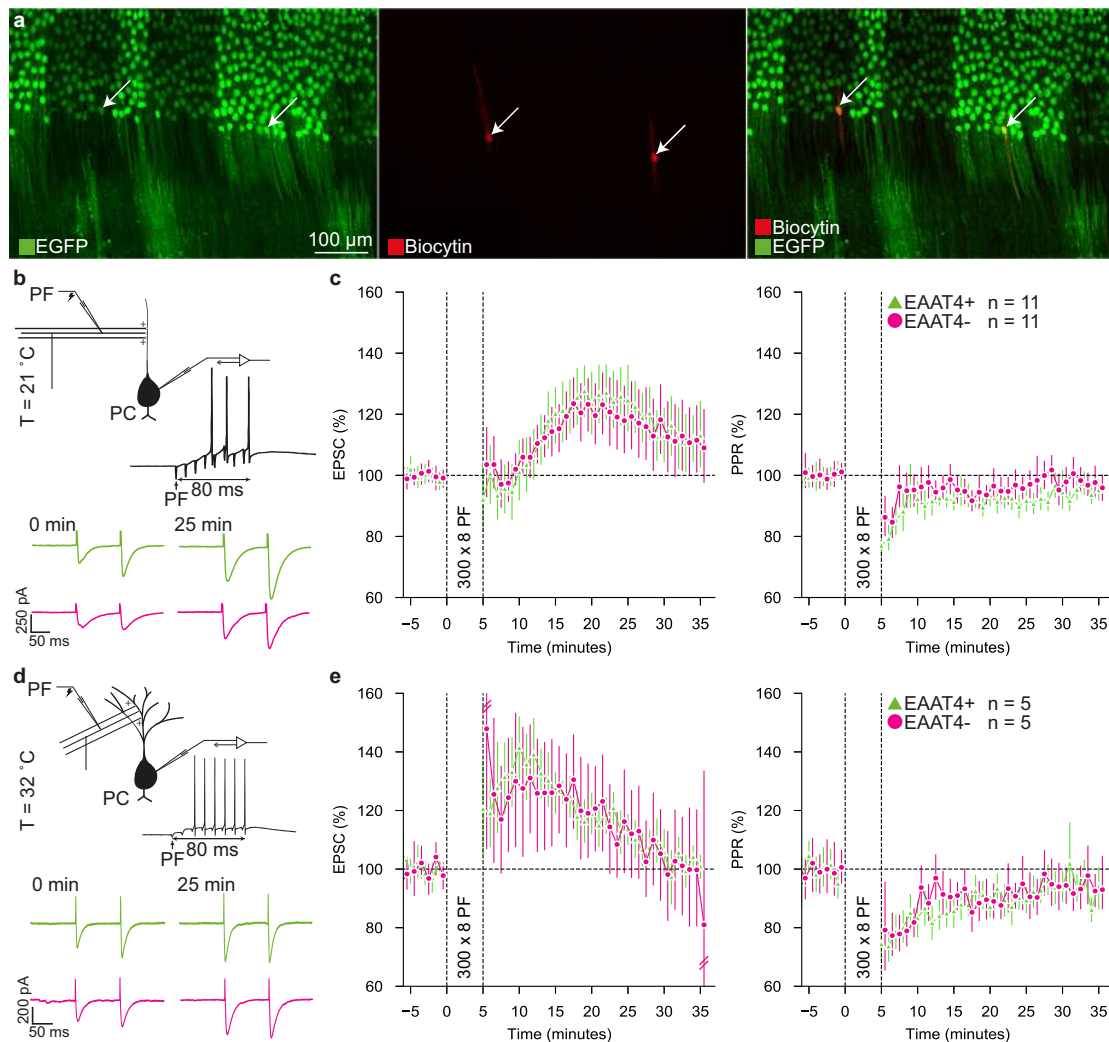 a
EGFP
100 µm
Biocytin
Biocytin
EGFP
b
PF
T = 21 ˚C
PC
PF
80 ms
0 min
25 min
250 pA
50 ms
c
160
140
120
100
80
60
EPSC (%)
300 x 8 PF
−5 0 5 10 15 20 25 30 35
Time (minutes)
160
140
120
100
80
60
PPR (%)
EAAT4+ n = 11
EAAT4- n = 11
300 x 8 PF
−5 0 5 10 15 20 25 30 35
Time (minutes)
d
PF
T = 32 ˚C
PC
PF
80 ms
0 min
25 min
200 pA
50 ms
e
160
140
120
100
80
60
EPSC (%)
300 x 8 PF
−5 0 5 10 15 20 25 30 35
Time (minutes)
160
140
120
100
80
60
PPR (%)
EAAT4+ n = 5
EAAT4- n = 5
300 x 8 PF
−5 0 5 10 15 20 25 30 35
Time (minutes)